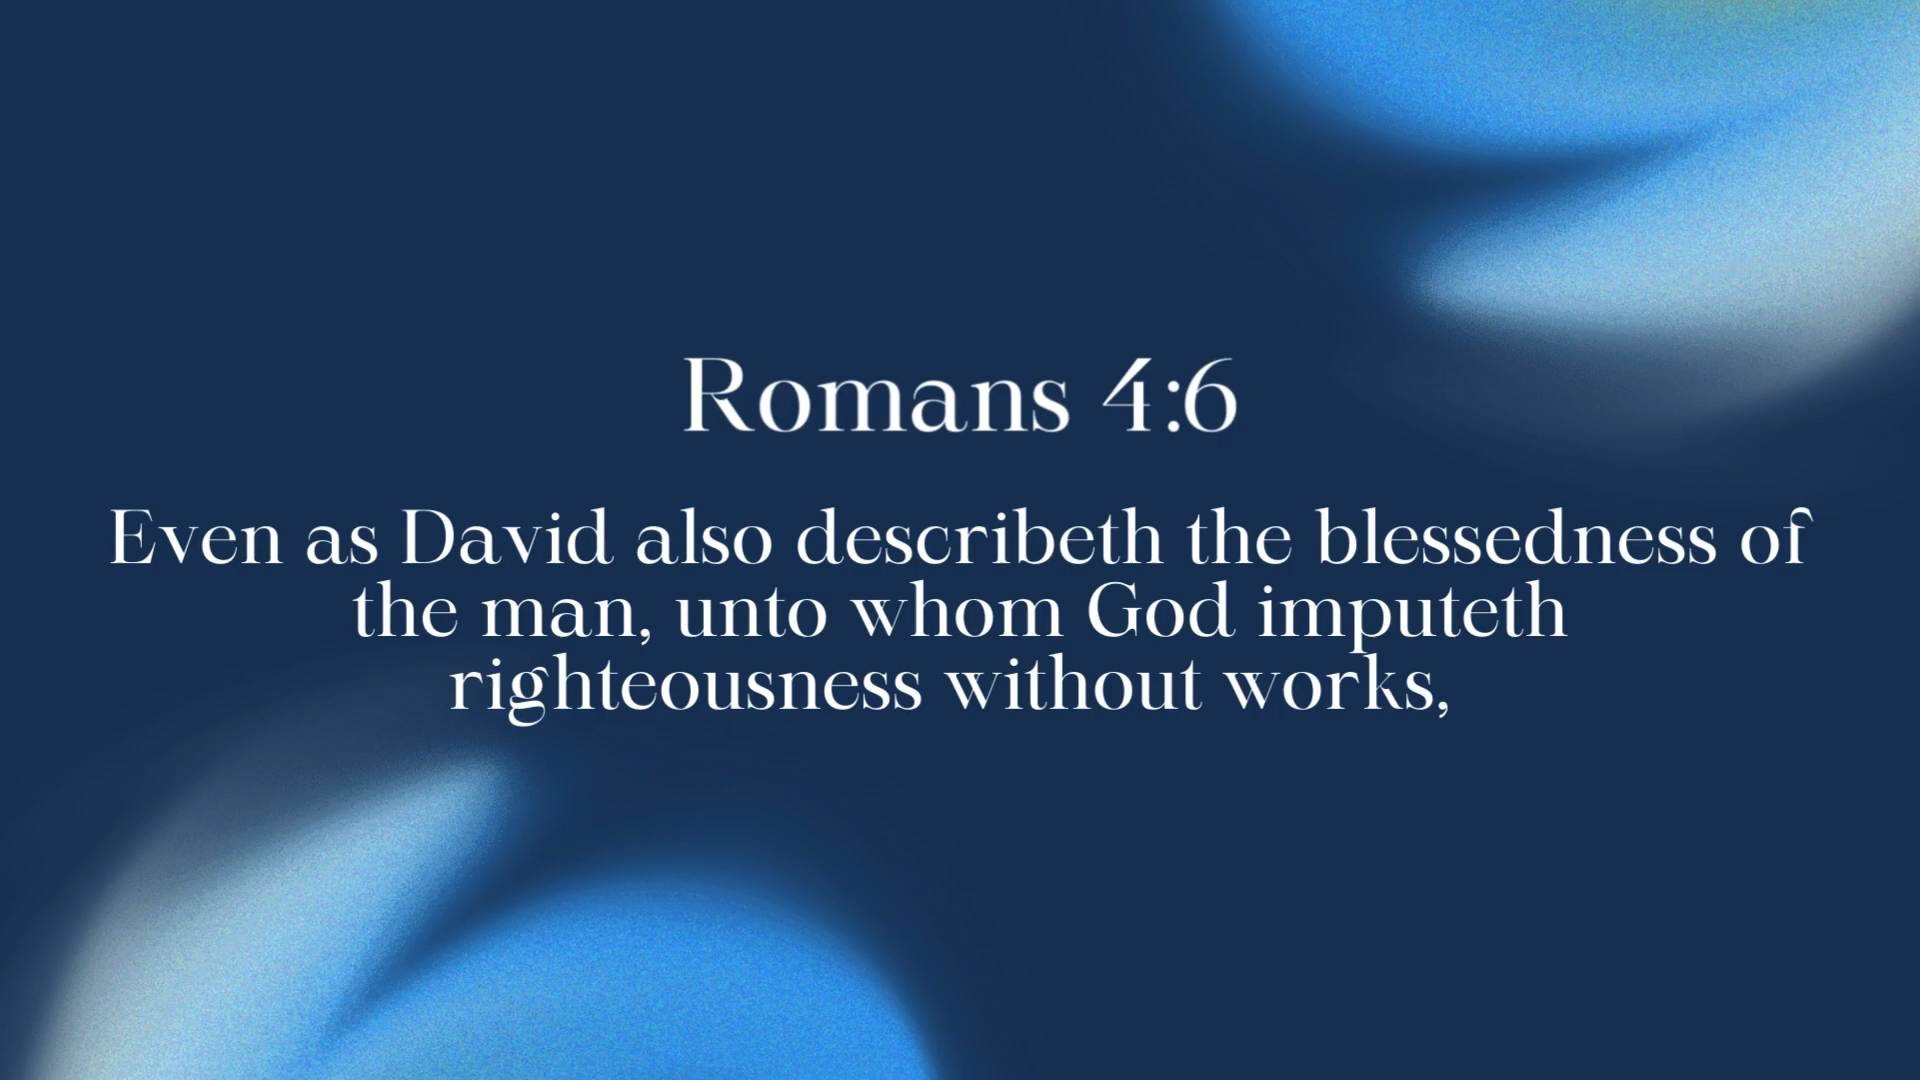 Romans 4:6
Even as David also describeth the blessedness of
the man, unto whom God imputeth
righteousness without works,